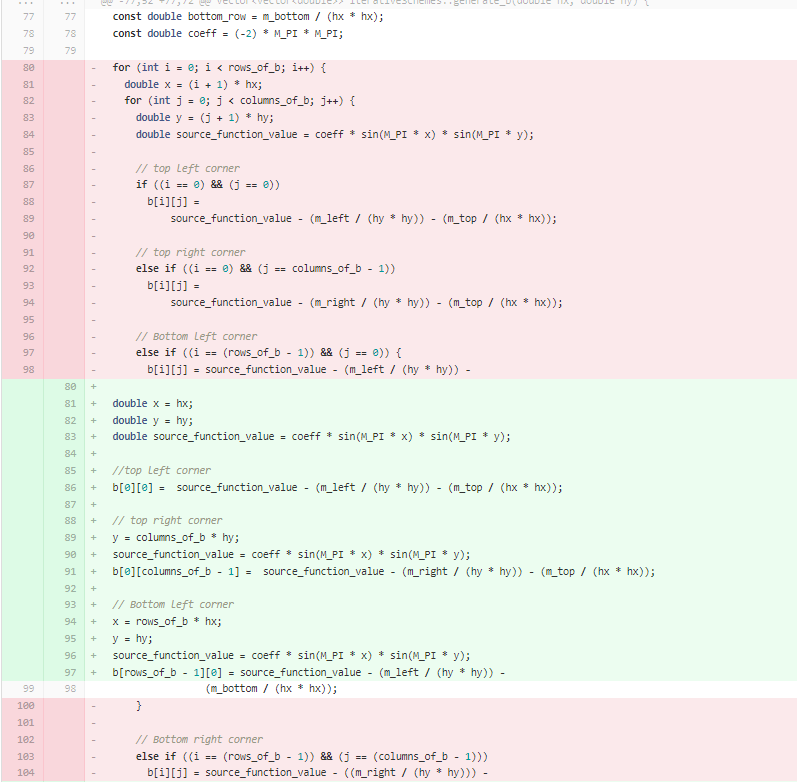 ... ... @@ -77,52 +77,72 @@ vector<vector<double>> IterativeSchemes::generate_b(double hx, double hy) {
77 77 const double bottom_row = m_bottom / (hx * hx);
78 78 const double coeff = (-2) * M_PI * M_PI;
79 79
80 - for (int i = 0; i < rows_of_b; i++) {
81 - double x = (i + 1) * hx;
82 - for (int j = 0; j < columns_of_b; j++) {
83 - double y = (j + 1) * hy;
84 - double source_function_value = coeff * sin(M_PI * x) * sin(M_PI * y);
85 -
86 - // top left corner
87 - if ((i == 0) && (j == 0))
88 - b[i][j] =
89 - source_function_value - (m_left / (hy * hy)) - (m_top / (hx * hx));
90 -
91 - // top right corner
92 - else if ((i == 0) && (j == columns_of_b - 1))
93 - b[i][j] =
94 - source_function_value - (m_right / (hy * hy)) - (m_top / (hx * hx));
95 -
96 - // Bottom left corner
97 - else if ((i == (rows_of_b - 1)) && (j == 0)) {
98 - b[i][j] = source_function_value - (m_left / (hy * hy)) -
80 +
81 + double x = hx;
82 + double y = hy;
83 + double source_function_value = coeff * sin(M_PI * x) * sin(M_PI * y);
84 +
85 + //top left corner
86 + b[0][0] = source_function_value - (m_left / (hy * hy)) - (m_top / (hx * hx));
87 +
88 + // top right corner
89 + y = columns_of_b * hy;
90 + source_function_value = coeff * sin(M_PI * x) * sin(M_PI * y);
91 + b[0][columns_of_b - 1] = source_function_value - (m_right / (hy * hy)) - (m_top / (hx * hx));
92 +
93 + // Bottom left corner
94 + x = rows_of_b * hx;
95 + y = hy;
96 + source_function_value = coeff * sin(M_PI * x) * sin(M_PI * y);
97 + b[rows_of_b - 1][0] = source_function_value - (m_left / (hy * hy)) -
99 98 (m_bottom / (hx * hx));
100 - }
101 -
102 - // Bottom right corner
103 - else if ((i == (rows_of_b - 1)) && (j == (columns_of_b - 1)))
104 - b[i][j] = source_function_value - ((m_right / (hy * hy))) -